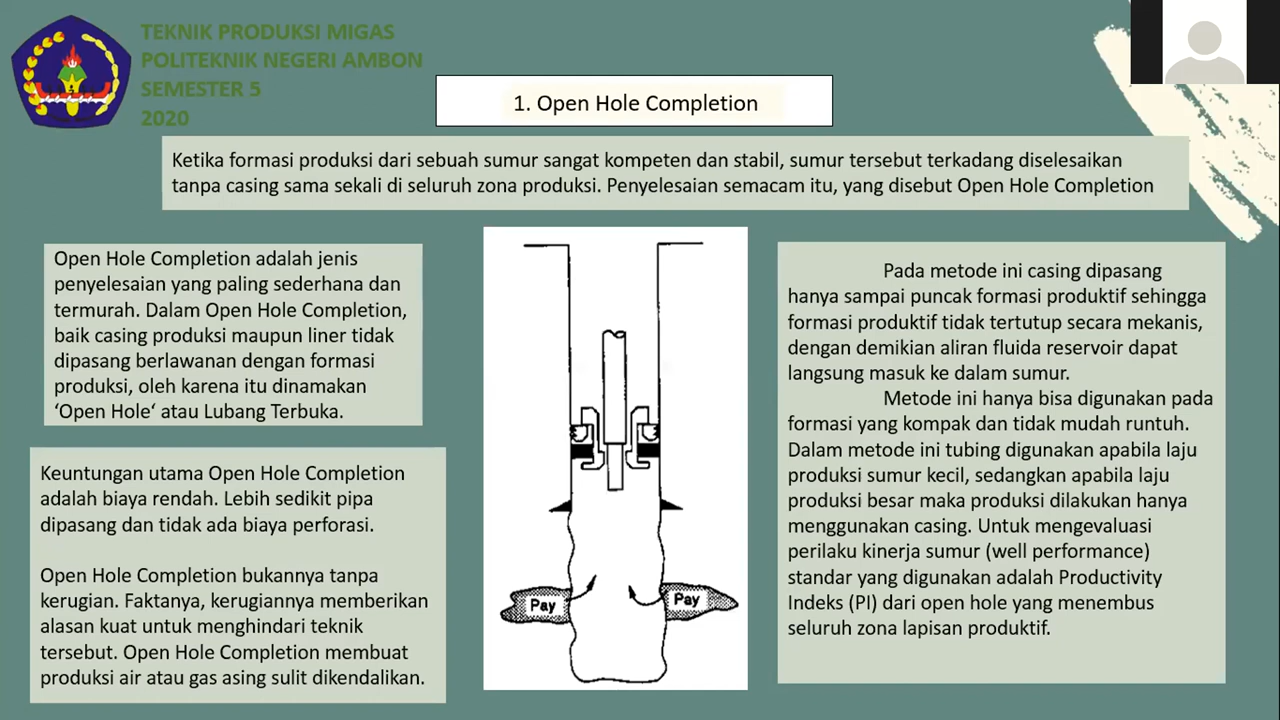 TEKNIK PRODUKSI MIGAS
POLITEKNIK NEGERI AMBON
SEMESTER 5
2020
1. Open Hole Completion
Ketika formasi produksi dari sebuah sumur sangat kompeten dan stabil, sumur tersebut terkadang diselesaikan
tanpa casing sama sekali di seluruh zona produksi. Penyelesaian semacam itu, yang disebut Open Hole Completion
Open Hole Completion adalah jenis
penyelesaian yang paling sederhana dan
termurah. Dalam Open Hole Completion,
baik casing produksi maupun liner tidak
dipasang berlawanan dengan formasi
produksi, oleh karena itu dinamakan
‘Open Hole‘ atau Lubang Terbuka.
Keuntungan utama Open Hole Completion
adalah biaya rendah. Lebih sedikit pipa
dipasang dan tidak ada biaya perforasi.
Open Hole Completion bukannya tanpa
kerugian. Faktanya, kerugiannya memberikan
alasan kuat untuk menghindari teknik
tersebut. Open Hole Completion membuat
produksi air atau gas asing sulit dikendalikan.
Pay
Pay
Pada metode ini casing dipasang
hanya sampai puncak formasi produktif sehingga
formasi produktif tidak tertutup secara mekanis,
dengan demikian aliran fluida reservoir dapat
langsung masuk ke dalam sumur.
Metode ini hanya bisa digunakan pada
formasi yang kompak dan tidak mudah runtuh.
Dalam metode ini tubing digunakan apabila laju
produksi sumur kecil, sedangkan apabila laju
produksi besar maka produksi dilakukan hanya
menggunakan casing. Untuk mengevaluasi
perilaku kinerja sumur (well performance)
standar yang digunakan adalah Productivity
Indeks (PI) dari open hole yang menembus
seluruh zona lapisan produktif.